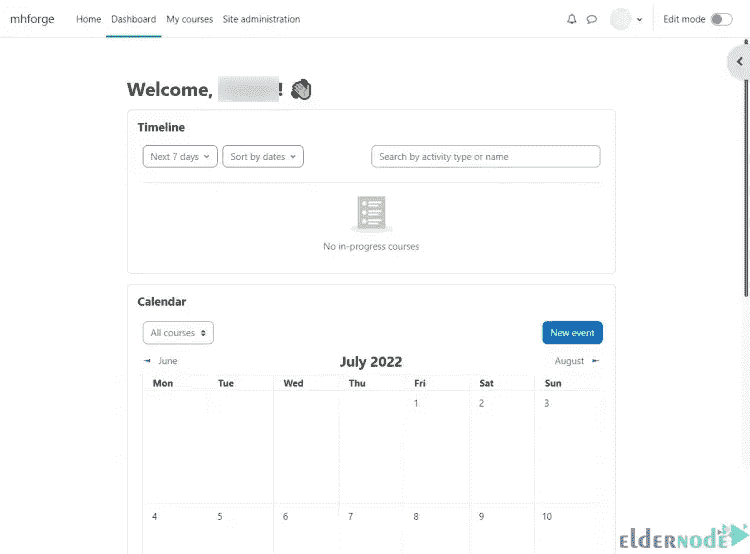 mhforge Home Dashboard My courses Site administration Edit mode
Welcome, !
Timeline
Next 7 days Sort by dates Search by activity type or name
No in-progress courses
Calendar
All courses New event
June July 2022 August
Mon Tue Wed Thu Fri Sat Sun
1 2 3
4 5 6 7 8 9 10
ELDERNODE